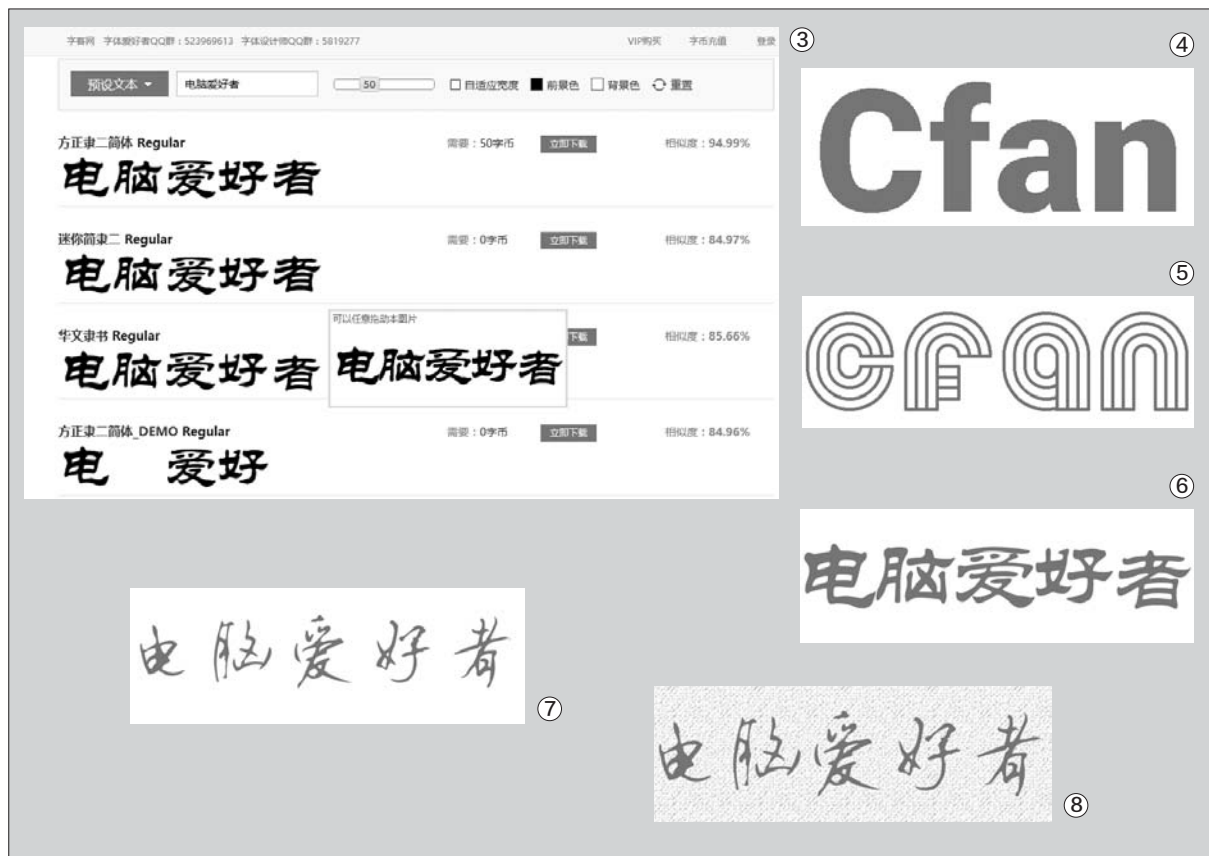 字有网 字体爱好者QQ群：523969613 字体设计师QQ群：5819277 VIP购买 字币充值 登录
③
预设文本 电脑爱好者 50 自适应宽度 前景色 背景色 重置
方正隶二简体 Regular 需要：50字币 立即下载 相似度：94.99%
电脑爱好者
迷你简隶二 Regular 需要：0字币 立即下载 相似度：84.97%
电脑爱好者
华文隶书 Regular 下载 相似度：85.66%
电脑爱好者
可以任意拖动本图片
电脑爱好者
方正隶二简体_DEMO Regular 需要：0字币 立即下载 相似度：84.96%
电 爱好
④
Cfan
⑤
cfan
⑥
电脑爱好者
电脑爱好者
⑦
电脑爱好者
⑧